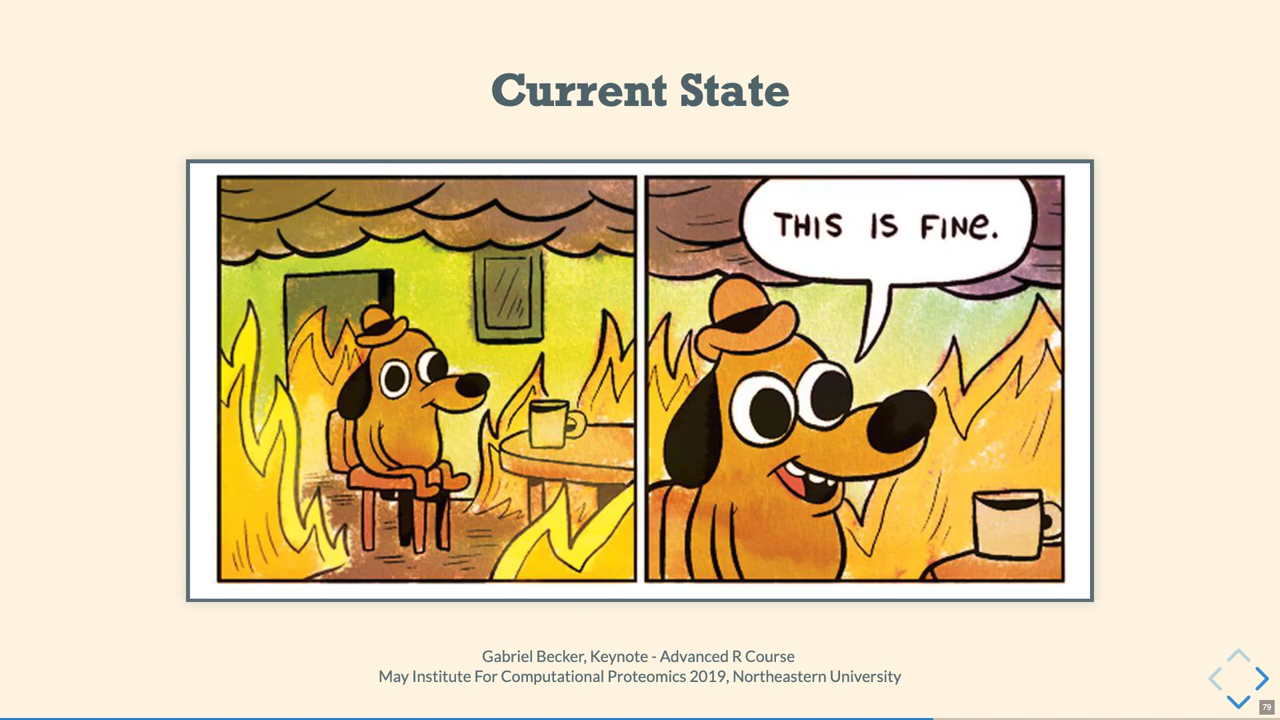 Current State
THIS IS FINe.
Gabriel Becker, Keynote - Advanced R Course
May Institute For Computational Proteomics 2019, Northeastern University
79